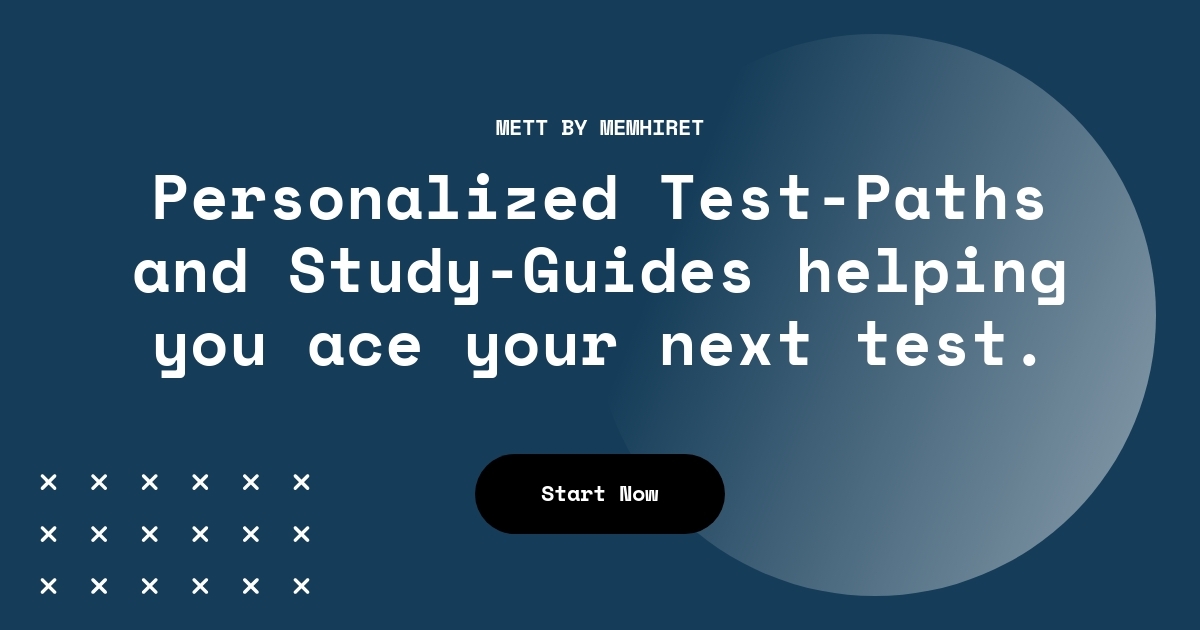 METT BY MEMHIRET
Personalized Test-Paths
and Study-Guides helping
you ace your next test.
Start Now